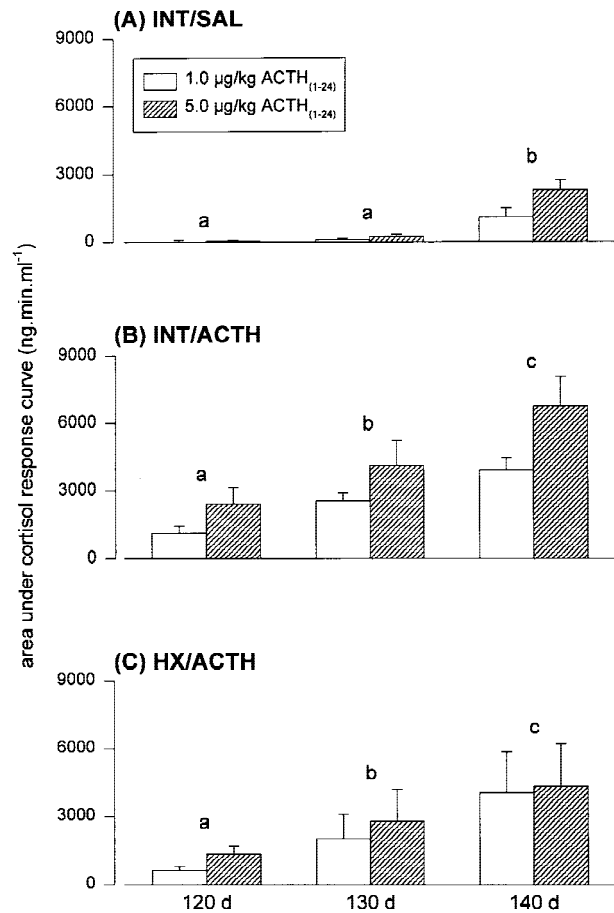 (A) INT/SAL
9000
6000
3000
0
1.0 µg/kg ACTH(1-24)
5.0 µg/kg ACTH(1-24)
a
a
b
area under cortisol response curve (ng.min.ml-1)
(B) INT/ACTH
9000
6000
3000
0
a
b
c
(C) HX/ACTH
9000
6000
3000
0
a
b
c
120 d
130 d
140 d